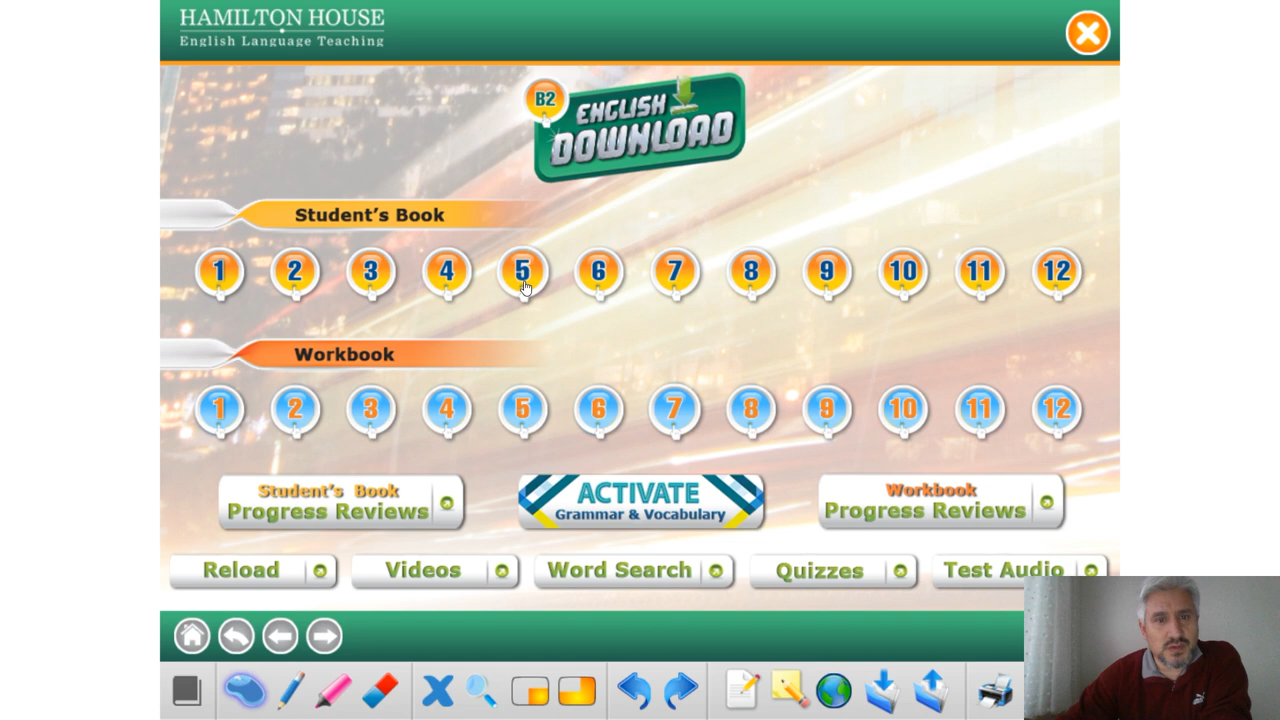 HAMILTON HOUSE
English Language Teaching
B2
ENGLISH
DOWNLOAD
Student's Book
1 2 3 4 5 6 7 8 9 10 11 12
Workbook
1 2 3 4 5 6 7 8 9 10 11 12
Student's Book
Progress Reviews
ACTIVATE
Grammar & Vocabulary
Workbook
Progress Reviews
Reload
Videos
Word Search
Quizzes
Test Audio